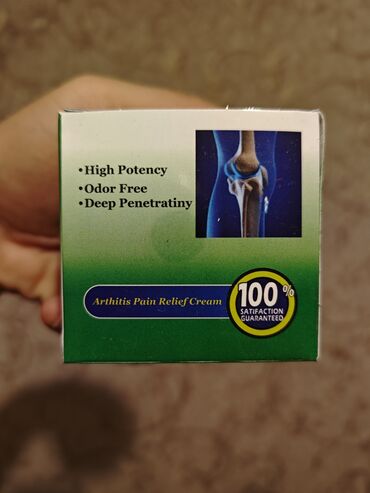 •High Potency
•Odor Free
•Deep Penetratiny
Arthitis Pain Relief Cream
100%
SATIFACTION
GUARANTEED